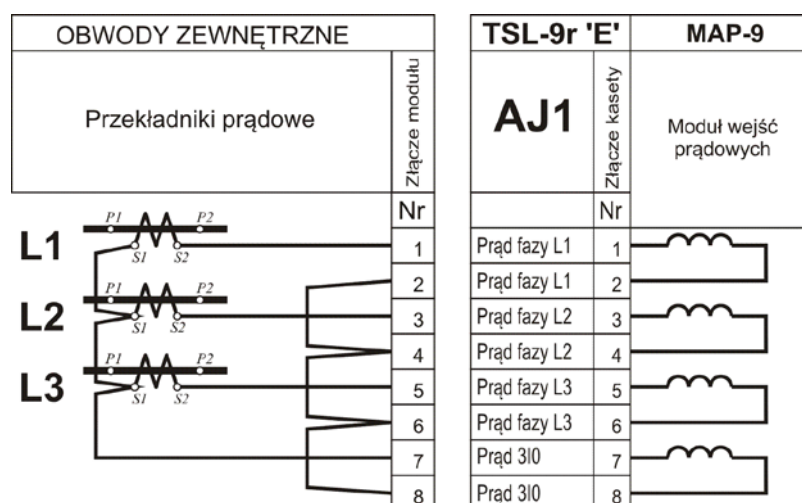 OBWODY ZEWNĘTRZNE
Przekładniki prądowe
Złącze modułu
Nr
L1
P1 P2
S1 S2
1
2
L2
P1 P2
S1 S2
3
4
L3
P1 P2
S1 S2
5
6
7
8
TSL-9r 'E' MAP-9
AJ1
Złącze kasety
Moduł wejść
prądowych
Nr
Prąd fazy L1 1
Prąd fazy L1 2
Prąd fazy L2 3
Prąd fazy L2 4
Prąd fazy L3 5
Prąd fazy L3 6
Prąd 3I0 7
Prąd 3I0 8